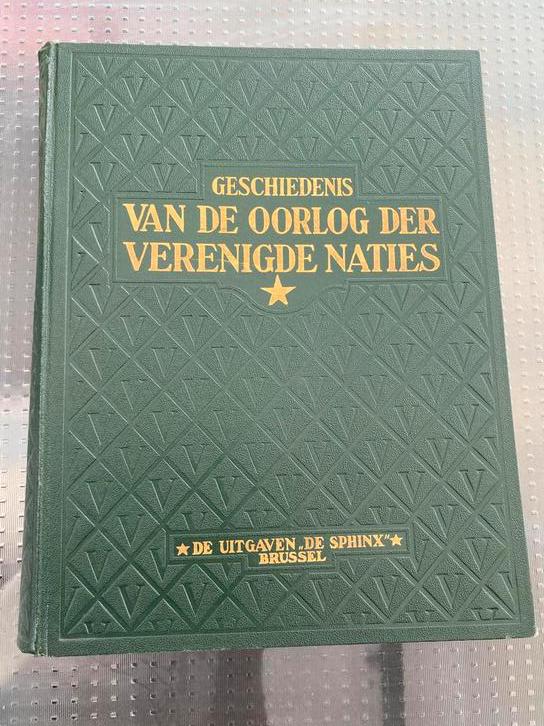 GESCHIEDENIS
VAN DE OORLOG DER
VERENIGDE NATIES
★ DE UITGAVEN „DE SPHINX" ★
BRUSSEL